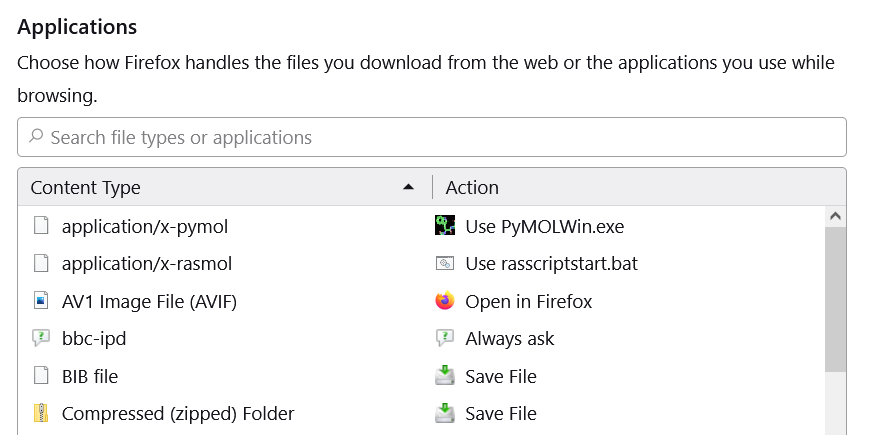 Applications
Choose how Firefox handles the files you download from the web or the applications you use while
browsing.
Search file types or applications
Content Type Action
application/x-pymol Use PyMOLWin.exe
application/x-rasmol Use rasscriptstart.bat
AV1 Image File (AVIF) Open in Firefox
bbc-ipd Always ask
BIB file Save File
Compressed (zipped) Folder Save File